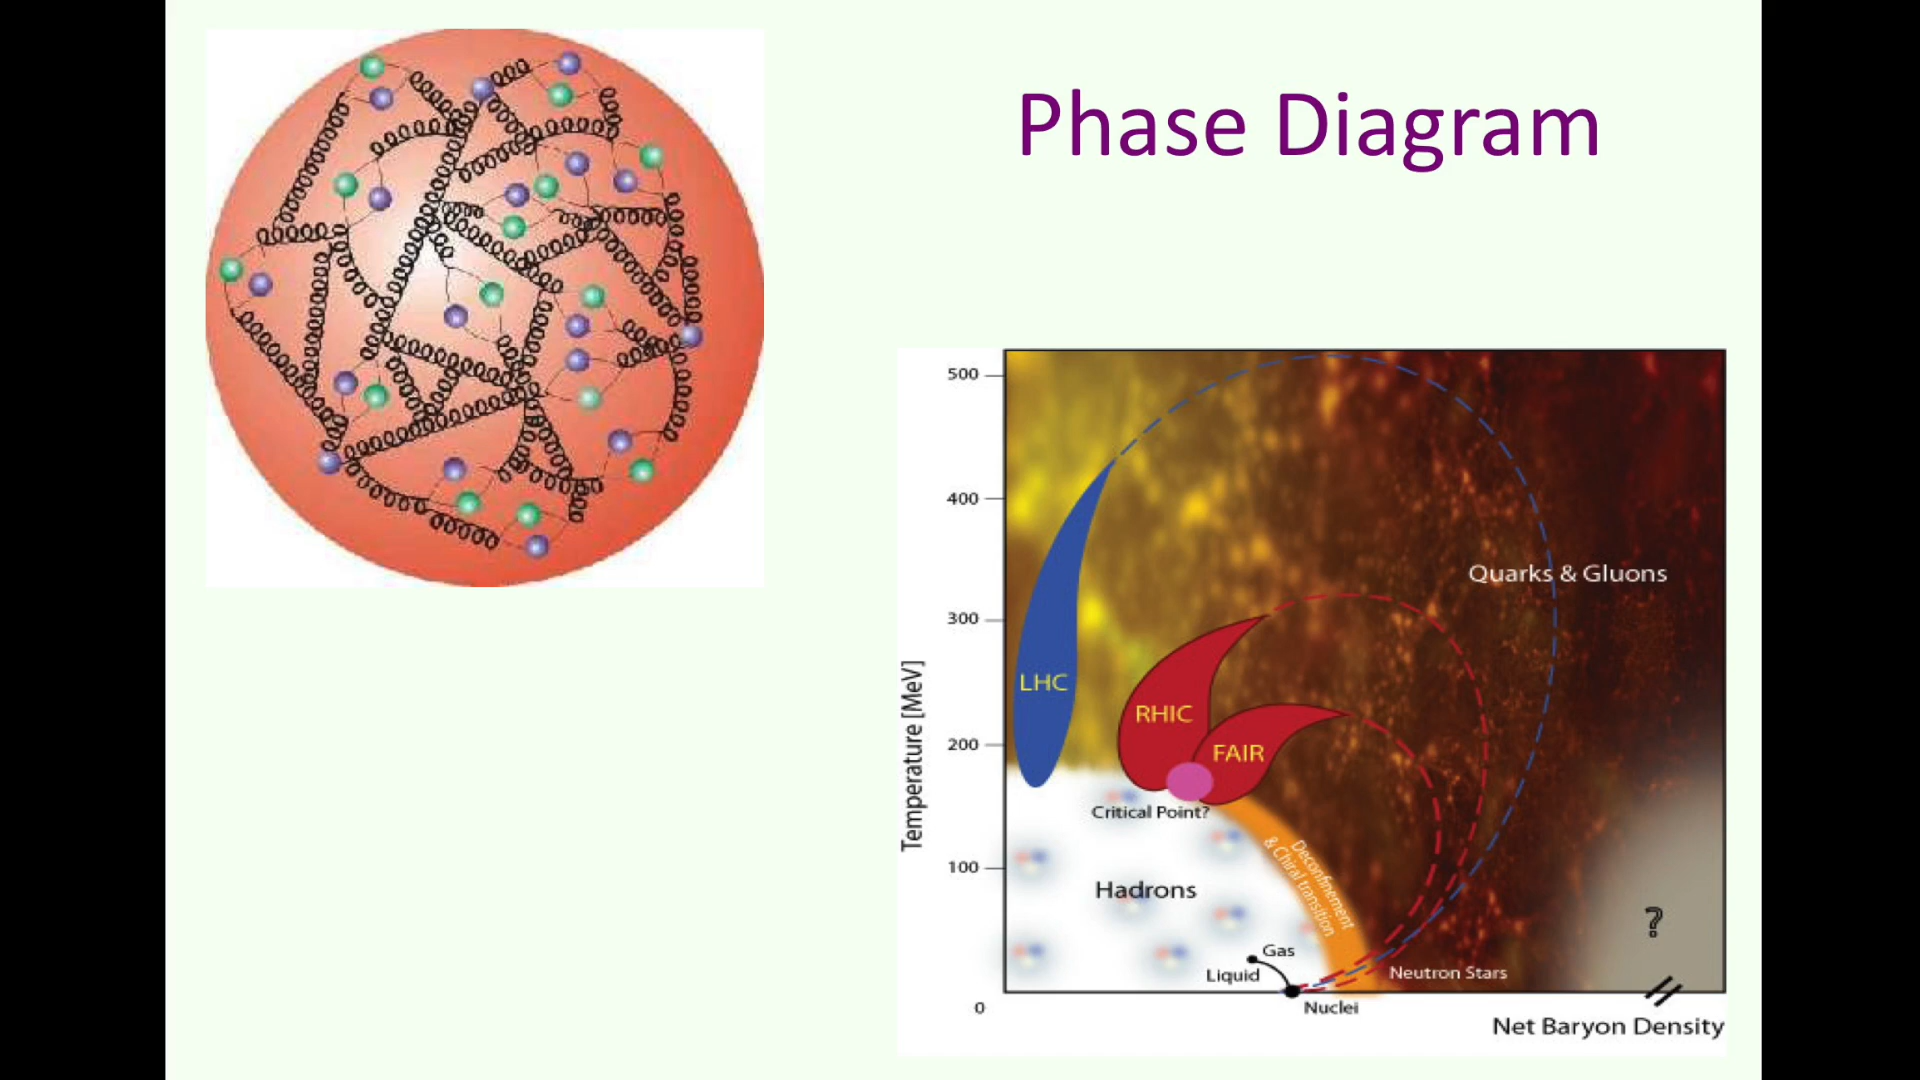 Phase Diagram
500
400
300
200
100
0
Temperature [MeV]
Quarks & Gluons
LHC
RHIC
FAIR
Critical Point?
Deconfinement
& Chiral transition
Hadrons
?
Gas
Liquid
Neutron Stars
Nuclei
Net Baryon Density